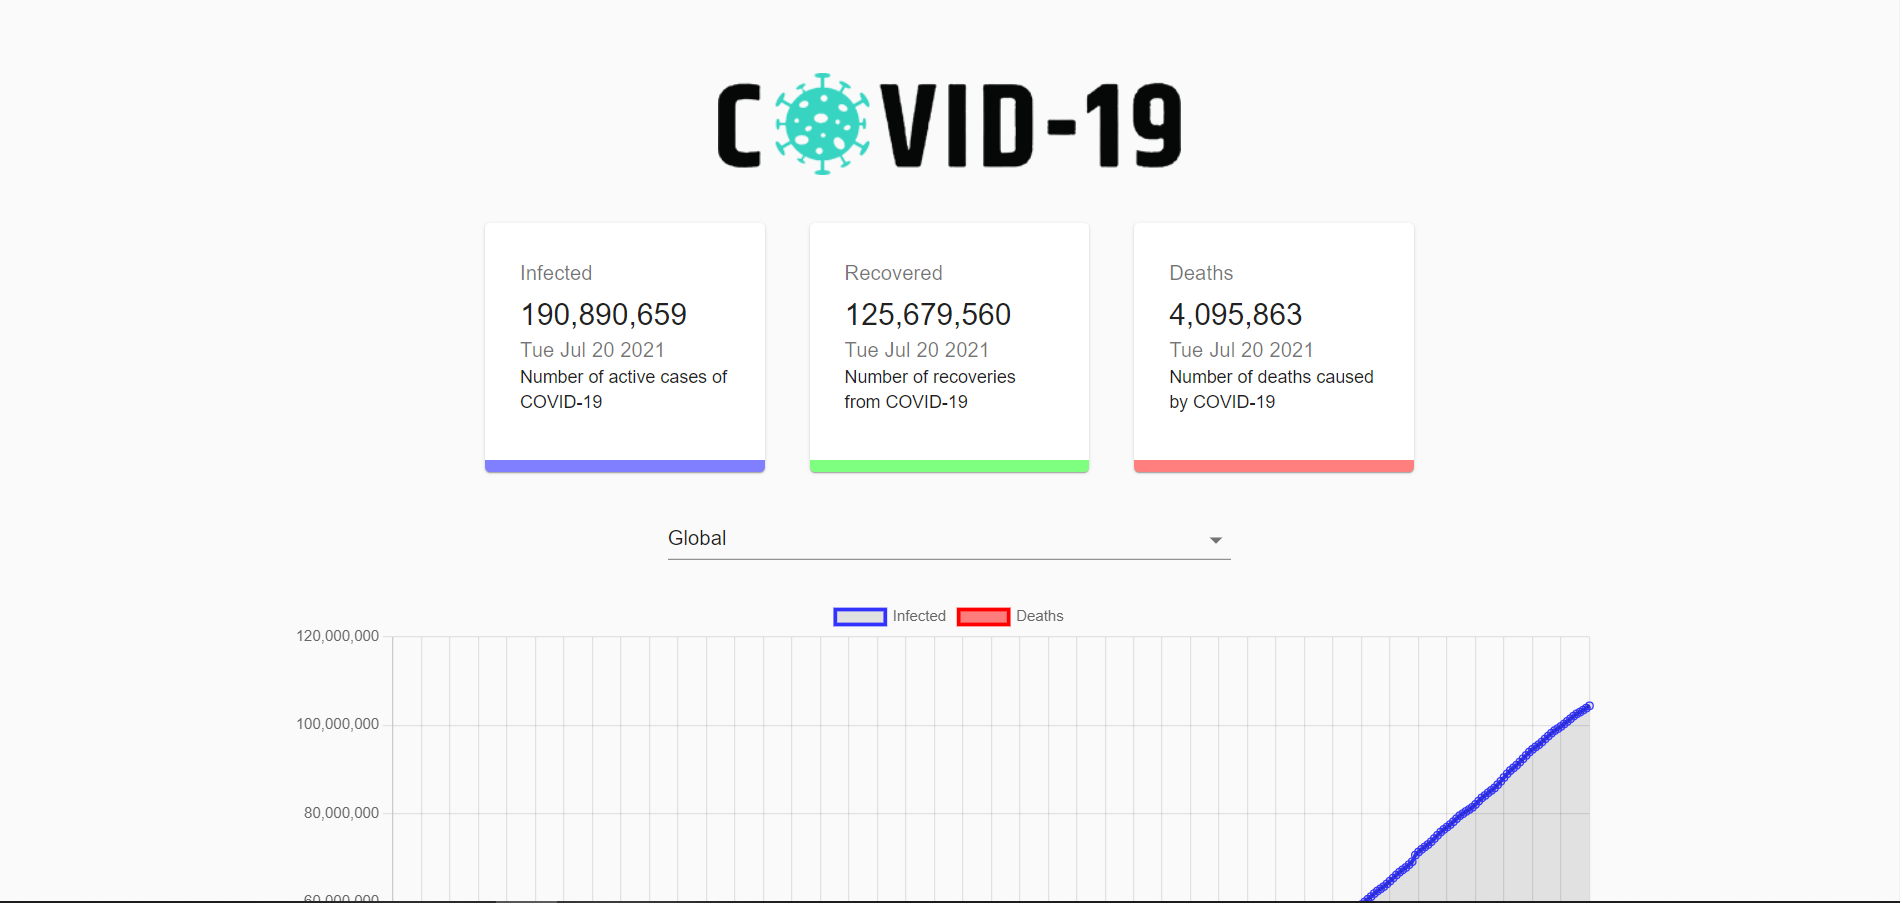 COVID-19
Infected
190,890,659
Tue Jul 20 2021
Number of active cases of
COVID-19
Recovered
125,679,560
Tue Jul 20 2021
Number of recoveries
from COVID-19
Deaths
4,095,863
Tue Jul 20 2021
Number of deaths caused
by COVID-19
Global
Infected Deaths
120,000,000
100,000,000
80,000,000
60,000,000